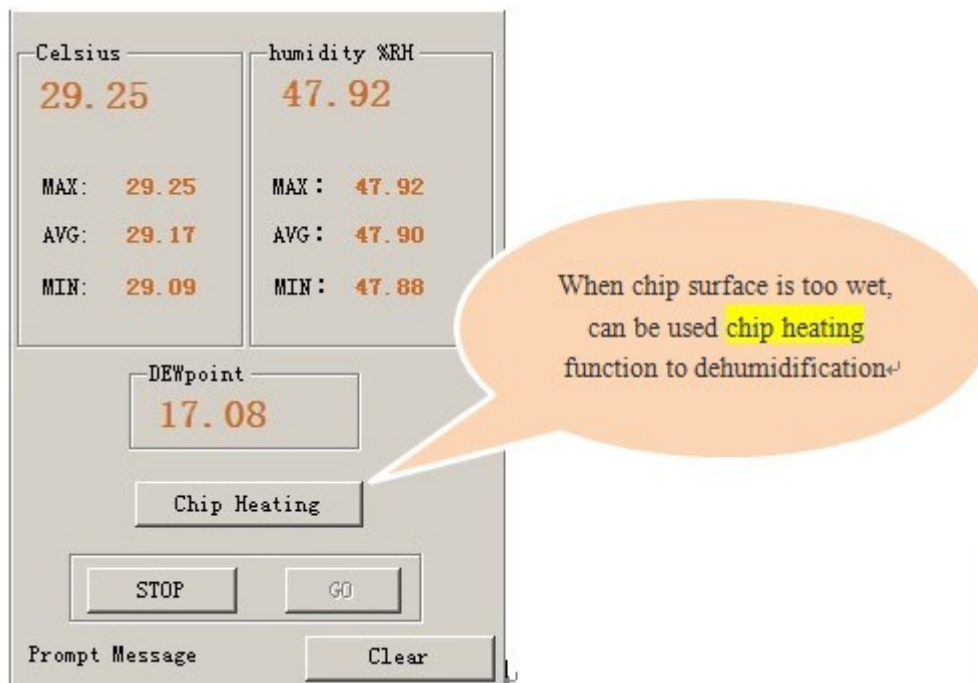 Celsius
29.25
MAX: 29.25
AVG: 29.17
MIN: 29.09
humidity %RH
47.92
MAX: 47.92
AVG: 47.90
MIN: 47.88
When chip surface is too wet,
can be used chip heating
function to dehumidification↵
DEWpoint
17.08
Chip Heating
STOP
GO
Prompt Message
Clear